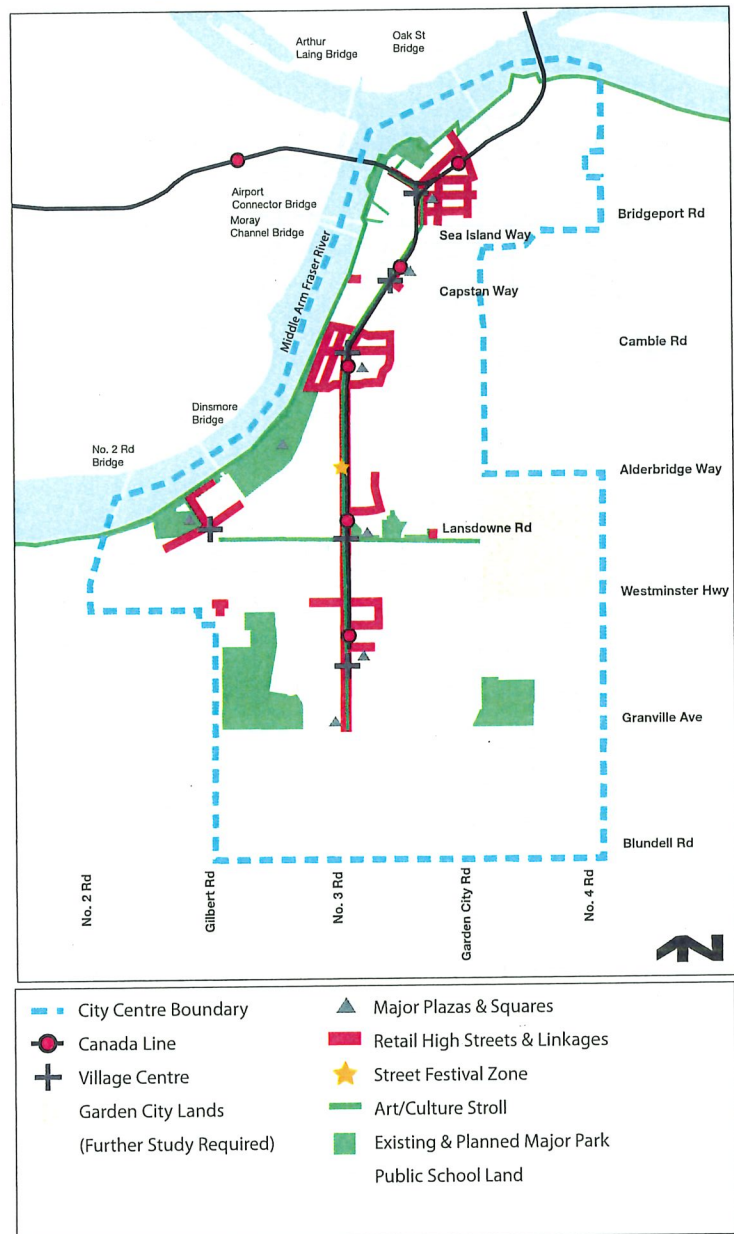 Arthur
Laing Bridge
Oak St
Bridge
Airport
Connector Bridge
Moray
Channel Bridge
Bridgeport Rd
Sea Island Way
Middle Arm Fraser River
Capstan Way
Cambie Rd
Dinsmore
Bridge
No. 2 Rd
Bridge
Alderbridge Way
Lansdowne Rd
Westminster Hwy
Granville Ave
Blundell Rd
No. 2 Rd
Gilbert Rd
No. 3 Rd
Garden City Rd
No. 4 Rd
N
City Centre Boundary
Canada Line
Village Centre
Garden City Lands
(Further Study Required)
Major Plazas & Squares
Retail High Streets & Linkages
Street Festival Zone
Art/Culture Stroll
Existing & Planned Major Park
Public School Land